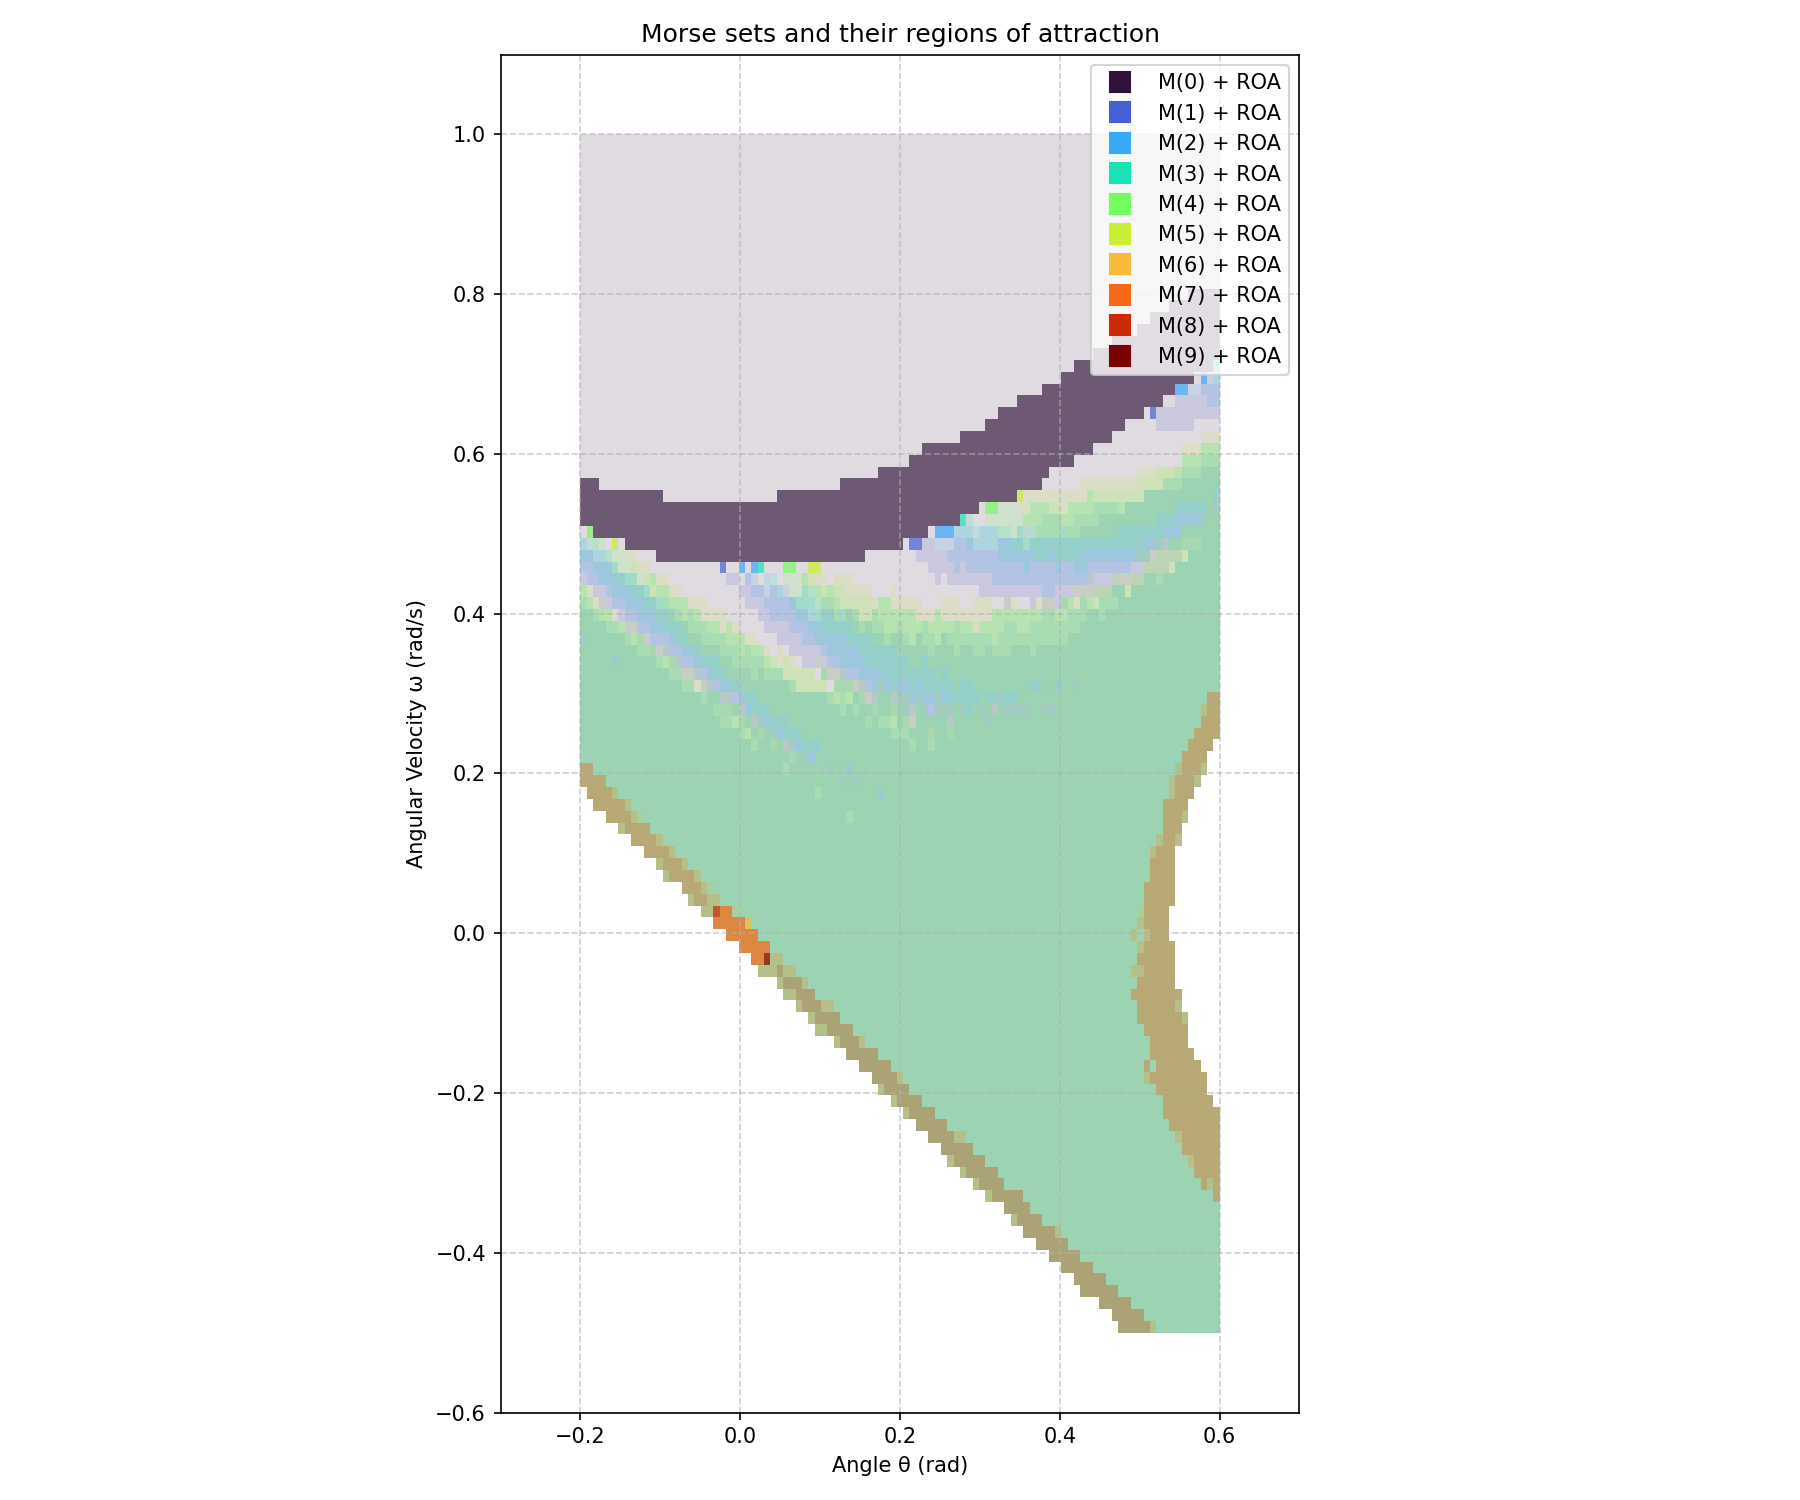 Morse sets and their regions of attraction
M(0) + ROA
M(1) + ROA
M(2) + ROA
M(3) + ROA
M(4) + ROA
M(5) + ROA
M(6) + ROA
M(7) + ROA
M(8) + ROA
M(9) + ROA
1.0
0.8
0.6
0.4
0.2
0.0
−0.2
−0.4
−0.6
Angular Velocity ω (rad/s)
−0.2
0.0
0.2
0.4
0.6
Angle θ (rad)